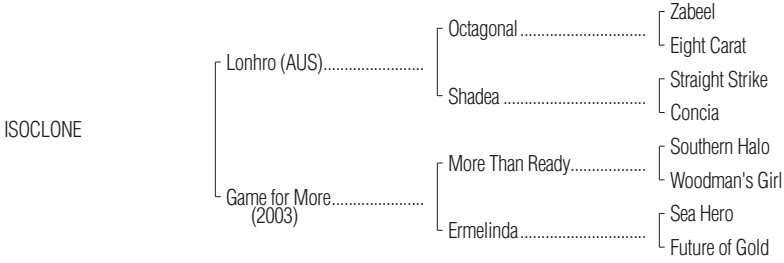 Zabeel
Octagonal
Eight Carat
Lonhro (AUS)
Straight Strike
Shadea
Concia
ISOCLONE
Southern Halo
More Than Ready
Woodman's Girl
Game for More
(2003)
Sea Hero
Ermelinda
Future of Gold